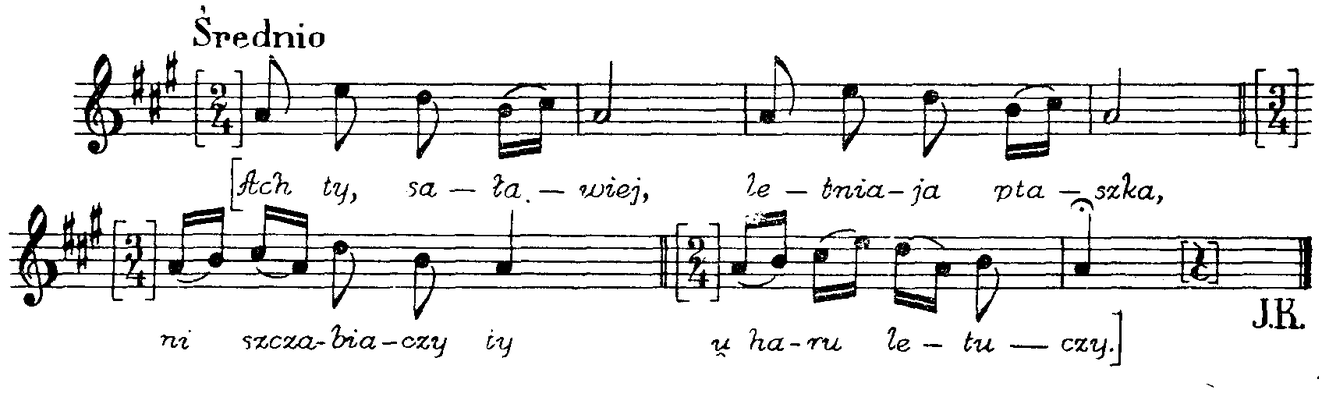 Średnio
[Ach ty, sa – ła – wiej, le – tnia – ja pta – szka,
ni szcza – bia – czy ty u̯ ha – ru le – tu — czy.]
J.K.